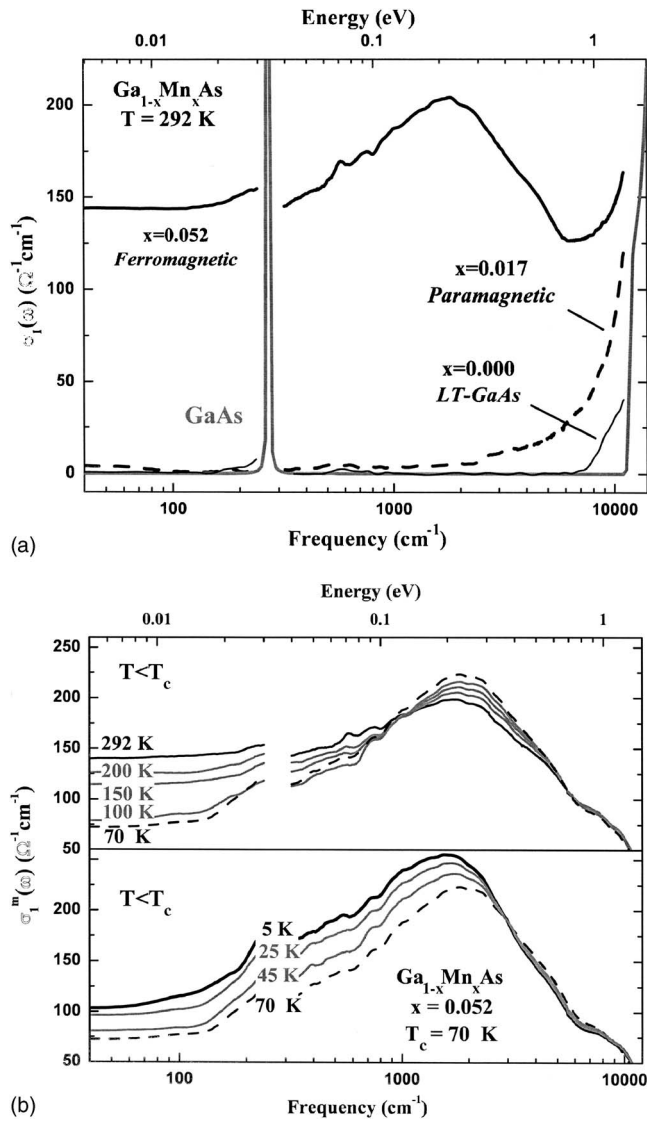 Energy (eV)
0.01 0.1 1
Ga1-xMnxAs
T = 292 K
200
150
100
50
0
x=0.052
Ferromagnetic
x=0.017
Paramagnetic
x=0.000
LT-GaAs
GaAs
σ1(ω) (Ω-1cm-1)
100 1000 10000
Frequency (cm-1)
(a)
Energy (eV)
0.01 0.1 1
250
200
150
100
50
T<Tc
292 K
200 K
150 K
100 K
70 K
σ1m(ω) (Ω-1cm-1)
T<Tc
200
150
100
50
5 K
25 K
45 K
70 K
Ga1-xMnxAs
x = 0.052
Tc = 70 K
100 1000 10000
Frequency (cm-1)
(b)